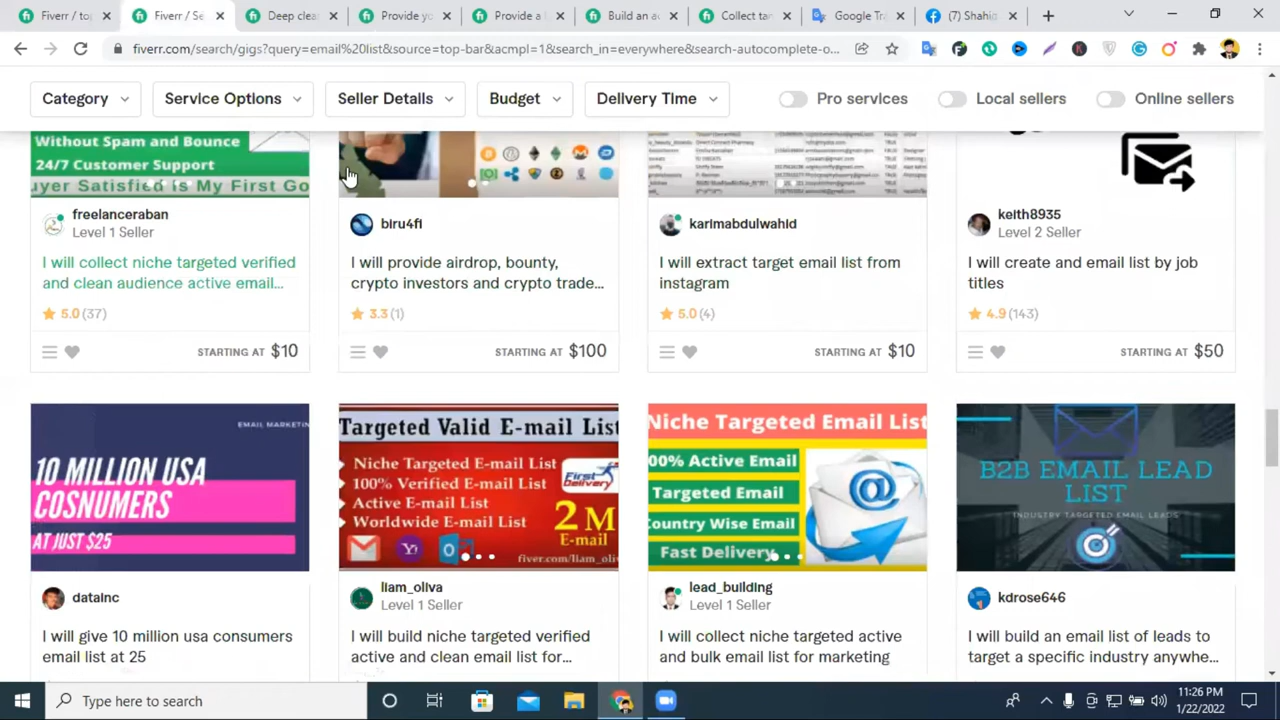 Fiverr / top
Fiverr / Se
Deep clea
Provide yo
Provide a l
Build an ac
Collect tar
Google Tra
(7) Shahip
fiverr.com/search/gigs?query=email%20list&source=top-bar&acmpl=1&search_in=everywhere&search-autocomplete-o...
Category
Service Options
Seller Details
Budget
Delivery Time
Pro services
Local sellers
Online sellers
Without Spam and Bounce
24/7 Customer Support
uyer Satisfied Is My First Go
freelanceraban
Level 1 Seller
I will collect niche targeted verified
and clean audience active email...
5.0 (37)
STARTING AT $10
biru4fi
I will provide airdrop, bounty,
crypto investors and crypto trade...
3.3 (1)
STARTING AT $100
karimabdulwahid
I will extract target email list from
instagram
5.0 (4)
STARTING AT $10
keith8935
Level 2 Seller
I will create and email list by job
titles
4.9 (143)
STARTING AT $50
EMAIL MARKETIN
10 MILLION USA
COSNUMERS
AT JUST $25
datainc
I will give 10 million usa consumers
email list at 25
Targeted Valid E-mail List
Niche Targeted E-mail List
100% Verified E-mail List
Active E-mail List
Worldwide E-mail List
First
Delivery
2 M
E-mail
fiver.com/liam_oli
liam_oliva
Level 1 Seller
I will build niche targeted verified
active and clean email list for...
Niche Targeted Email List
00% Active Email
Targeted Email
Country Wise Email
Fast Delivery
lead_building
Level 1 Seller
I will collect niche targeted active
and bulk email list for marketing
B2B EMAIL LEAD
LIST
INDUSTRY TARGETED EMAIL LEADS
kdrose646
I will build an email list of leads to
target a specific industry anywhe...
Type here to search
11:26 PM
1/22/2022